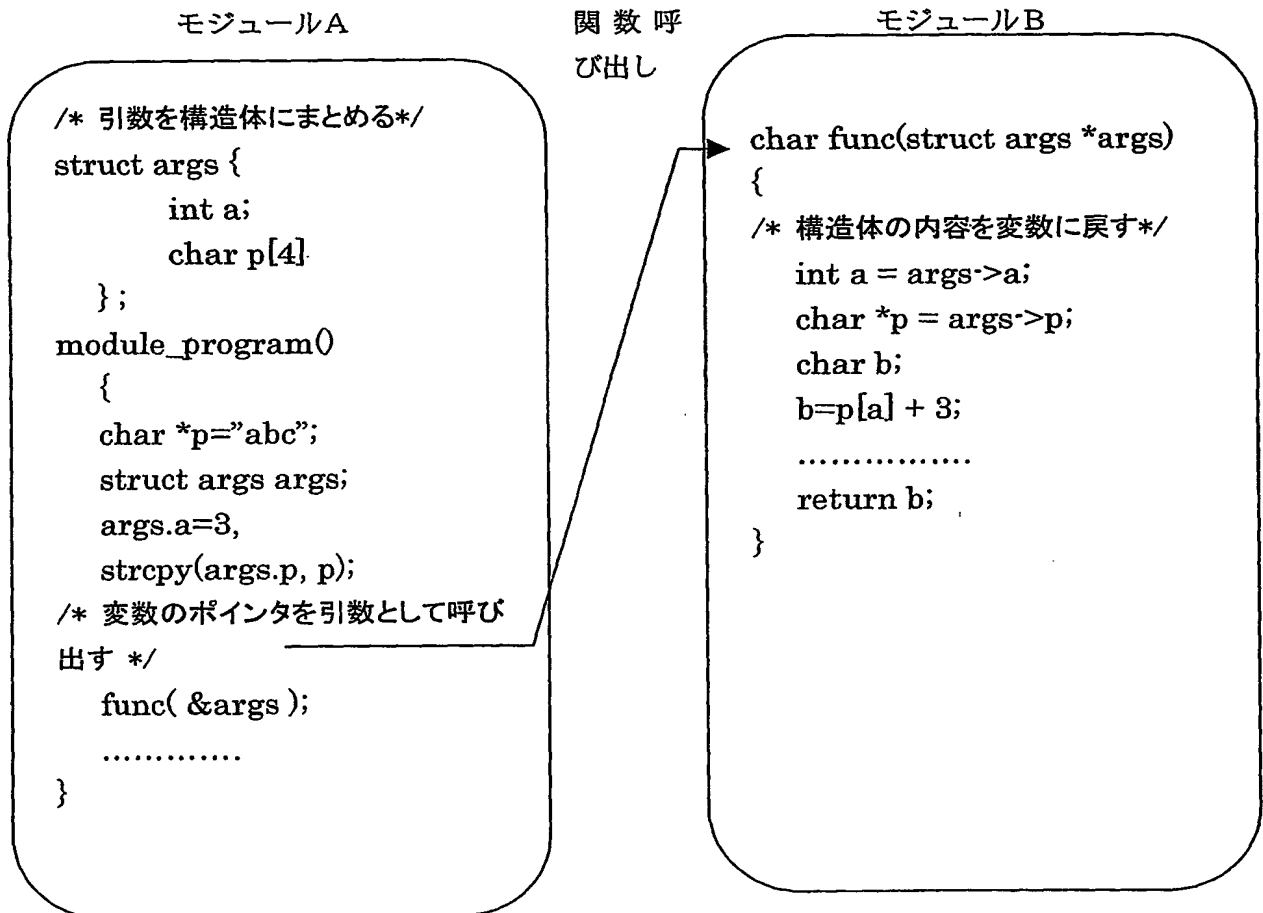 モジュールA
/* 引数を構造体にまとめる*/
struct args {
int a;
char p[4]
};
module_program()
{
char *p=”abc”;
struct args args;
args.a=3,
strcpy(args.p, p);
/* 変数のポインタを引数として呼び
出す */
func( &args );
.............
}
関 数 呼
び出し
モジュールB
char func(struct args *args)
{
/* 構造体の内容を変数に戻す*/
int a = args->a;
char *p = args->p;
char b;
b=p[a] + 3;
.................
return b;
}